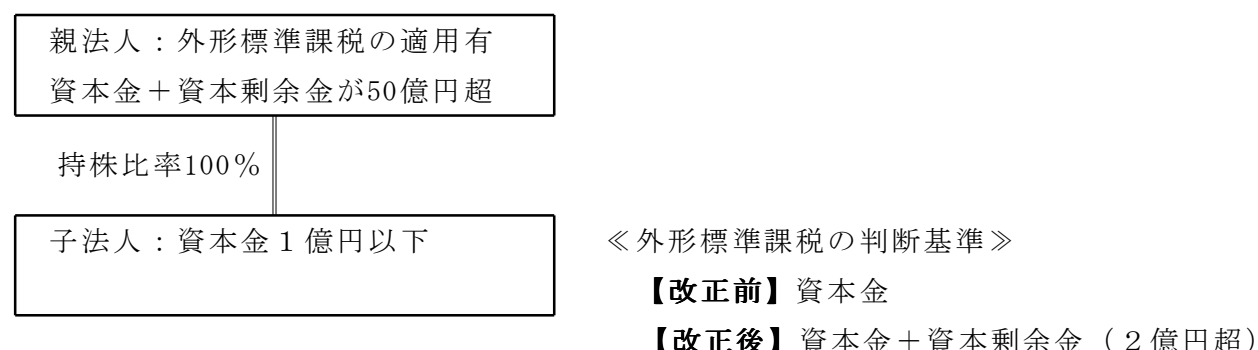 親法人：外形標準課税の適用有
資本金＋資本剰余金が50億円超
持株比率100％
子法人：資本金１億円以下
≪外形標準課税の判断基準≫
【改正前】資本金
【改正後】資本金＋資本剰余金（２億円超）